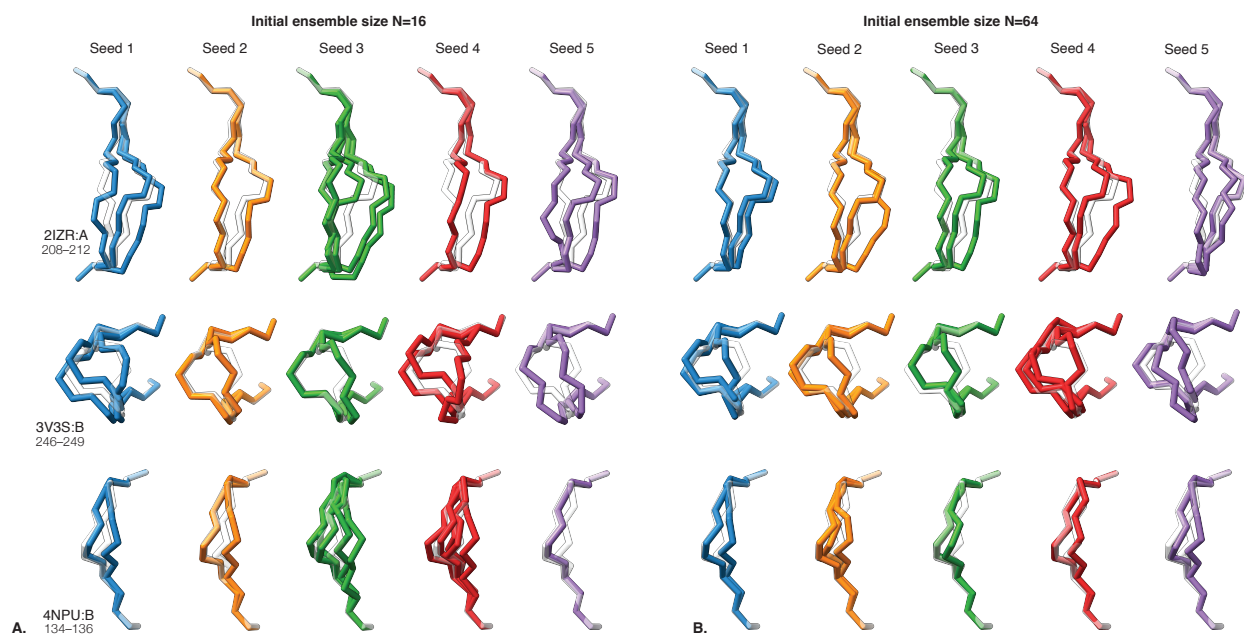 Initial ensemble size N=16
Initial ensemble size N=64
Seed 1
Seed 2
Seed 3
Seed 4
Seed 5
Seed 1
Seed 2
Seed 3
Seed 4
Seed 5
2IZR:A
208–212
3V3S:B
246–249
4NPU:B
134–136
A.
B.